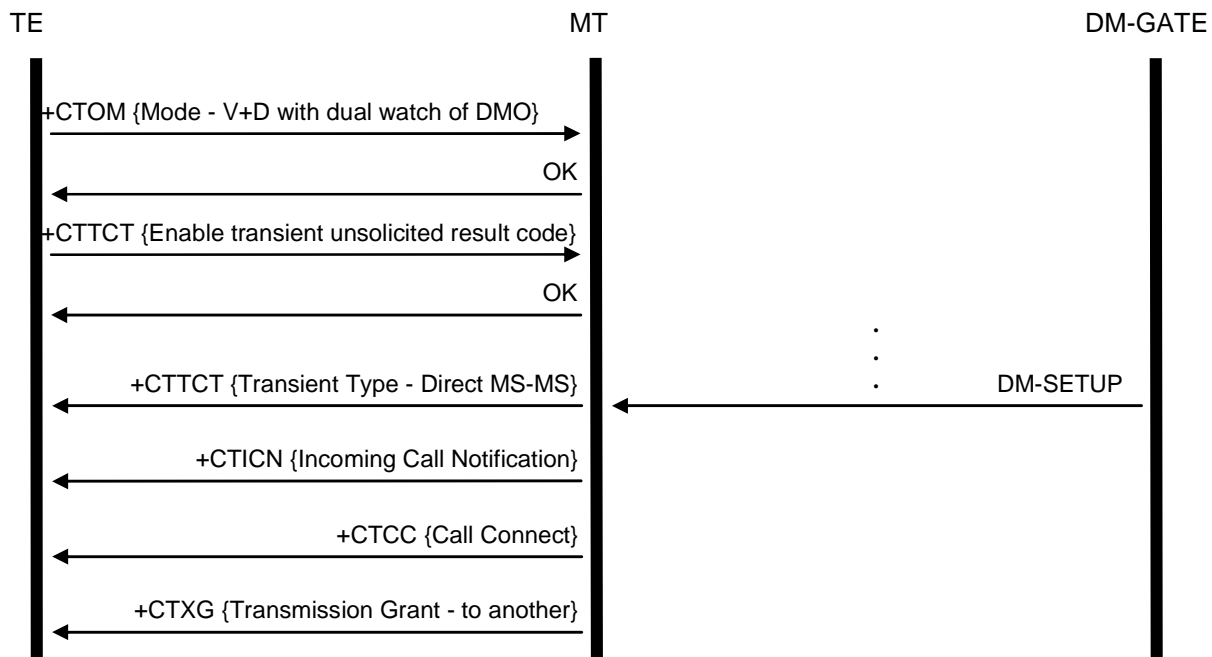 TE MT DM-GATE
+CTOM {Mode - V+D with dual watch of DMO}
OK
+CTTCT {Enable transient unsolicited result code}
OK
+CTTCT {Transient Type - Direct MS-MS} DM-SETUP
+CTICN {Incoming Call Notification}
+CTCC {Call Connect}
+CTXG {Transmission Grant - to another}